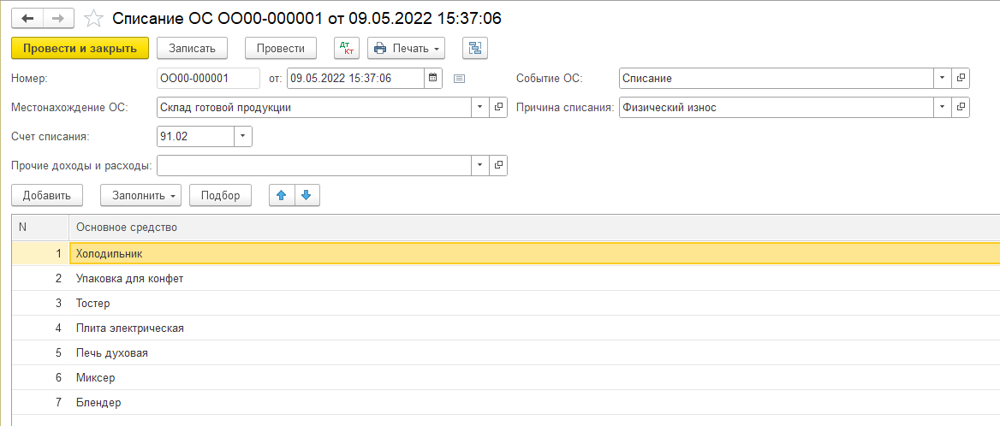 Списание ОС ОО00-000001 от 09.05.2022 15:37:06
Провести и закрыть Записать Провести Дт Кт Печать
Номер: ОО00-000001 от: 09.05.2022 15:37:06 Событие ОС: Списание
Местонахождение ОС: Склад готовой продукции Причина списания: Физический износ
Счет списания: 91.02
Прочие доходы и расходы:
Добавить Заполнить Подбор
N Основное средство
1 Холодильник
2 Упаковка для конфет
3 Тостер
4 Плита электрическая
5 Печь духовая
6 Миксер
7 Блендер